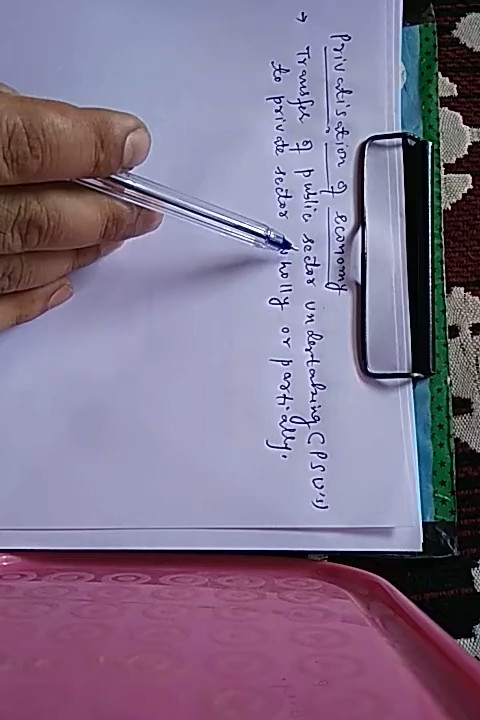 Privatisation of economy
→ Transfer of public sector undertaking (PSU's)
to private sector wholly or partially.